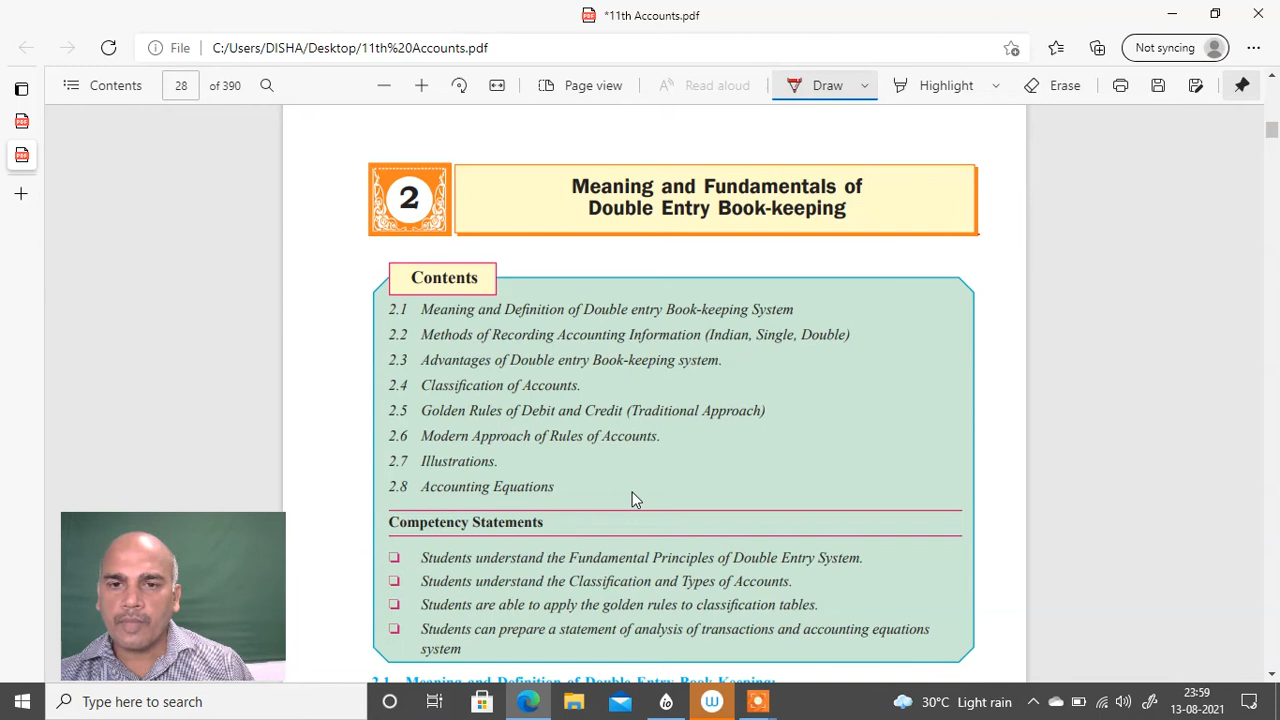 *11th Accounts.pdf
File
C:/Users/DISHA/Desktop/11th%20Accounts.pdf
Not syncing
Contents
28
of 390
Page view
Read aloud
Draw
Highlight
Erase
2
Meaning and Fundamentals of
Double Entry Book-keeping
Contents
2.1 Meaning and Definition of Double entry Book-keeping System
2.2 Methods of Recording Accounting Information (Indian, Single, Double)
2.3 Advantages of Double entry Book-keeping system.
2.4 Classification of Accounts.
2.5 Golden Rules of Debit and Credit (Traditional Approach)
2.6 Modern Approach of Rules of Accounts.
2.7 Illustrations.
2.8 Accounting Equations
Competency Statements
Students understand the Fundamental Principles of Double Entry System.
Students understand the Classification and Types of Accounts.
Students are able to apply the golden rules to classification tables.
Students can prepare a statement of analysis of transactions and accounting equations
system
2.1 Meaning and Definition of Double Entry Book Keeping:
Type here to search
30°C Light rain
23:59
13-08-2021